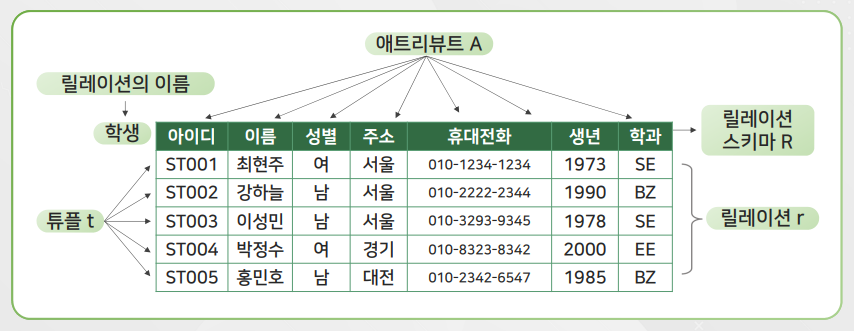 애트리뷰트 A
릴레이션의 이름
학생
아이디 이름 성별 주소 휴대전화 생년 학과
릴레이션
스키마 R
ST001 최현주 여 서울 010-1234-1234 1973 SE
ST002 강하늘 남 서울 010-2222-2344 1990 BZ
ST003 이성민 남 서울 010-3293-9345 1978 SE
ST004 박정수 여 경기 010-8323-8342 2000 EE
ST005 홍민호 남 대전 010-2342-6547 1985 BZ
튜플 t
릴레이션 r